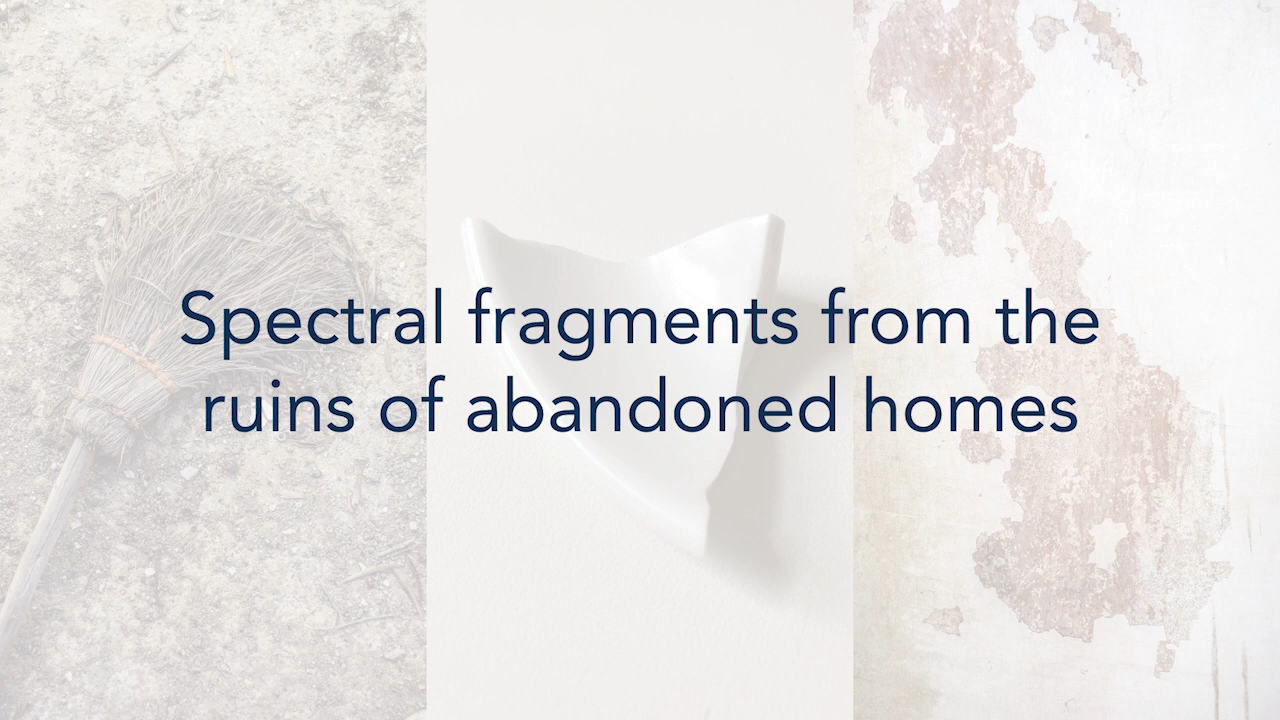 Spectral fragments from the
ruins of abandoned homes